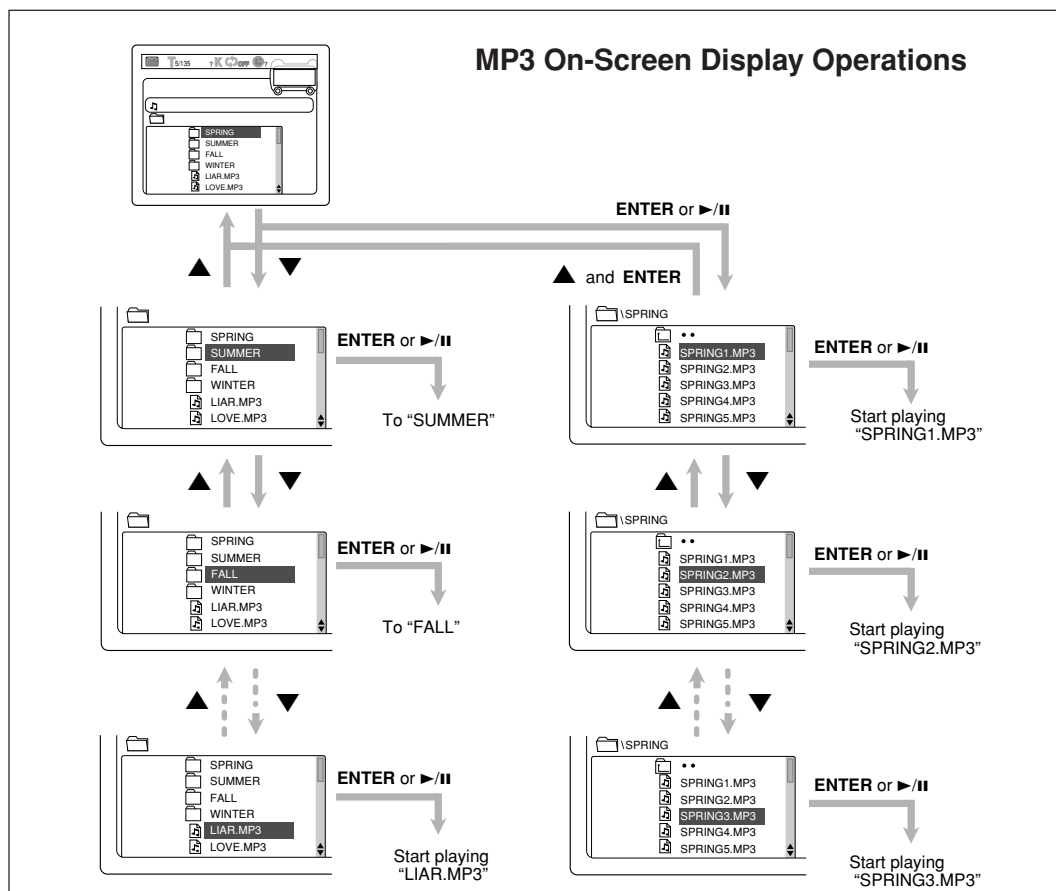 MP3 On-Screen Display Operations
T5/135 ? K OFF ?
SPRING
SUMMER
FALL
WINTER
LIAR.MP3
LOVE.MP3
ENTER or ►/II
▲ ▼
▲ and ENTER
SPRING
SUMMER
FALL
WINTER
LIAR.MP3
LOVE.MP3
ENTER or ►/II
To “SUMMER”
\SPRING
••
SPRING1.MP3
SPRING2.MP3
SPRING3.MP3
SPRING4.MP3
SPRING5.MP3
ENTER or ►/II
Start playing
“SPRING1.MP3”
▲ ▼
▲ ▼
SPRING
SUMMER
FALL
WINTER
LIAR.MP3
LOVE.MP3
ENTER or ►/II
To “FALL”
\SPRING
••
SPRING1.MP3
SPRING2.MP3
SPRING3.MP3
SPRING4.MP3
SPRING5.MP3
ENTER or ►/II
Start playing
“SPRING2.MP3”
▲ ▼
▲ ▼
SPRING
SUMMER
FALL
WINTER
LIAR.MP3
LOVE.MP3
ENTER or ►/II
Start playing
“LIAR.MP3”
\SPRING
••
SPRING1.MP3
SPRING2.MP3
SPRING3.MP3
SPRING4.MP3
SPRING5.MP3
ENTER or ►/II
Start playing
“SPRING3.MP3”